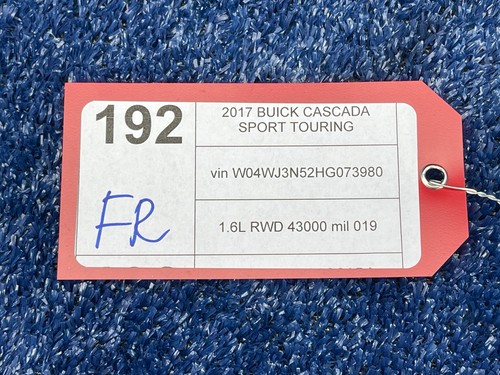 192
2017 BUICK CASCADA
SPORT TOURING
vin W04WJ3N52HG073980
FR
1.6L RWD 43000 mil 019